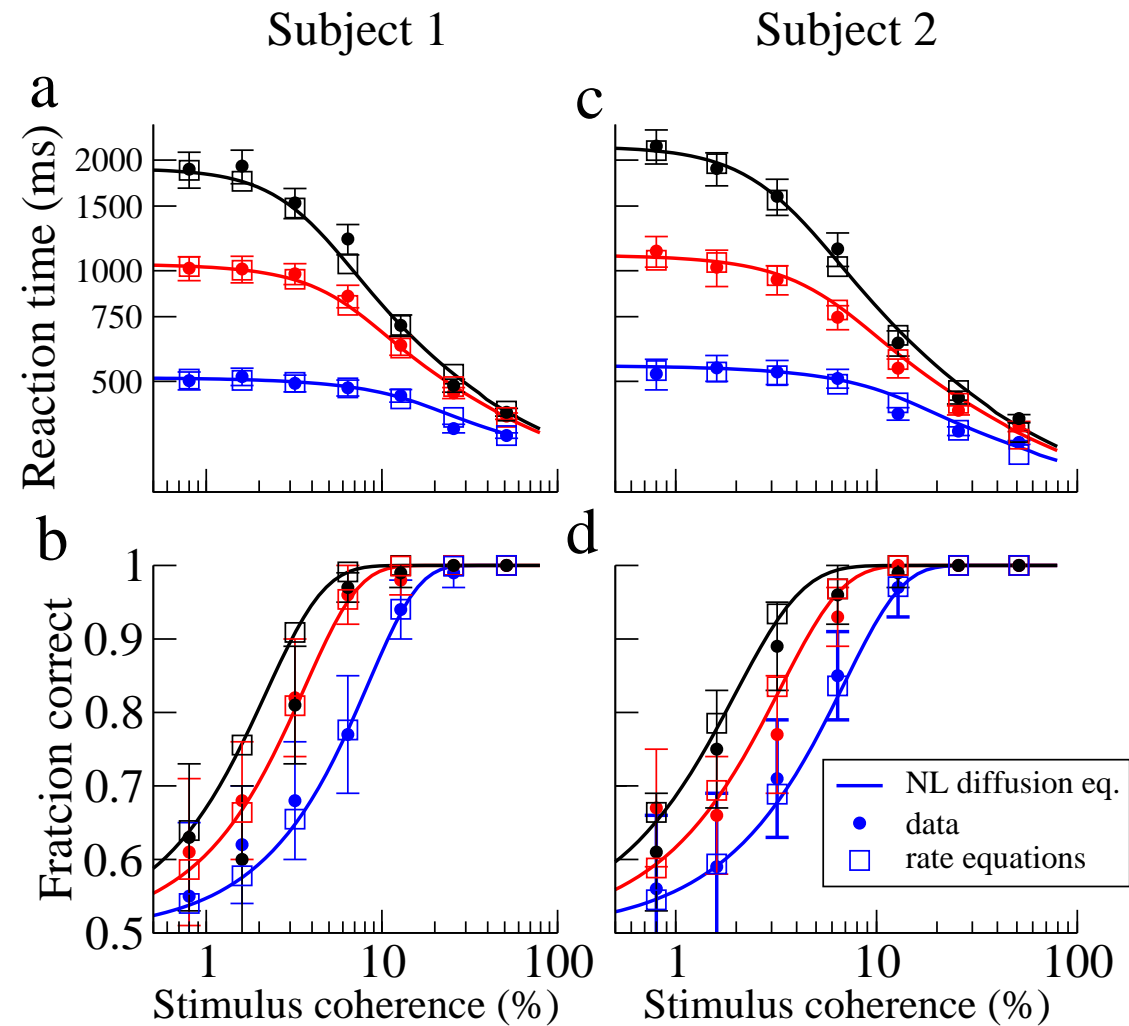 Subject 1
Subject 2
a
c
Reaction time (ms)
2000
1500
1000
750
500
b
d
Fratcion correct
1
0.9
0.8
0.7
0.6
0.5
NL diffusion eq.
data
rate equations
1
10
1
10
100
Stimulus coherence (%)
Stimulus coherence (%)